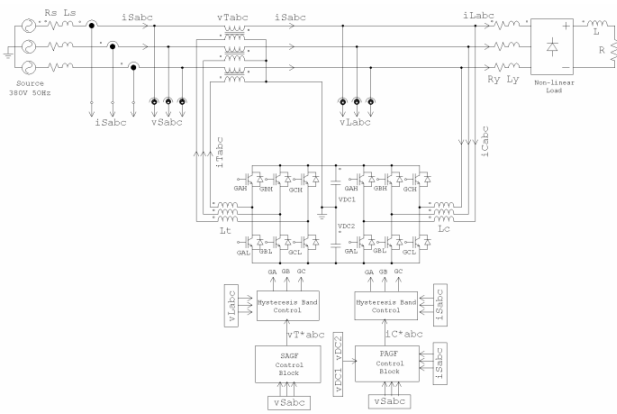 Rs Ls
iSabc
vTabc
iSabc
iLabc
L
R
Source
380V 50Hz
Ry Ly
Non-linear
Load
iSabc
vSabc
vLabc
iTabc
iCabc
GAH
GBH
GCH
VDC1
GAH
GBH
GCH
Lt
VDC2
Lc
GAL
GBL
GCL
GAL
GBL
GCL
GA GB GC
GA GB GC
vLabc
Hysteresis Band
Control
Hysteresis Band
Control
iSabc
vT*abc
iC*abc
SAGF
Control
Block
vDC1 vDC2
PAGF
Control
Block
iSabc
vSabc
vSabc